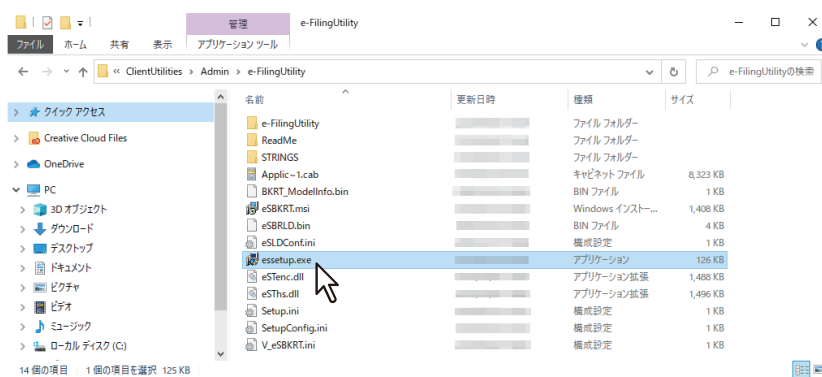 管理 e-FilingUtility
ファイル ホーム 共有 表示 アプリケーション ツール
« ClientUtilities › Admin › e-FilingUtility e-FilingUtilityの検索
名前 更新日時 種類 サイズ
クイック アクセス
Creative Cloud Files
OneDrive
PC
3D オブジェクト
ダウンロード
デスクトップ
ドキュメント
ピクチャ
ビデオ
ミュージック
ローカル ディスク (C:)
e-FilingUtility ファイル フォルダー
ReadMe ファイル フォルダー
STRINGS ファイル フォルダー
Applic~1.cab キャビネット ファイル 8,323 KB
BKRT_ModelInfo.bin BIN ファイル 1 KB
eSBKRT.msi Windows インストー... 1,408 KB
eSBRLD.bin BIN ファイル 4 KB
eSLDConf.ini 構成設定 1 KB
essetup.exe アプリケーション 126 KB
eSTenc.dll アプリケーション拡張 1,488 KB
eSThs.dll アプリケーション拡張 1,496 KB
Setup.ini 構成設定 1 KB
SetupConfig.ini 構成設定 1 KB
V_eSBKRT.ini 構成設定 1 KB
14 個の項目 1 個の項目を選択 125 KB